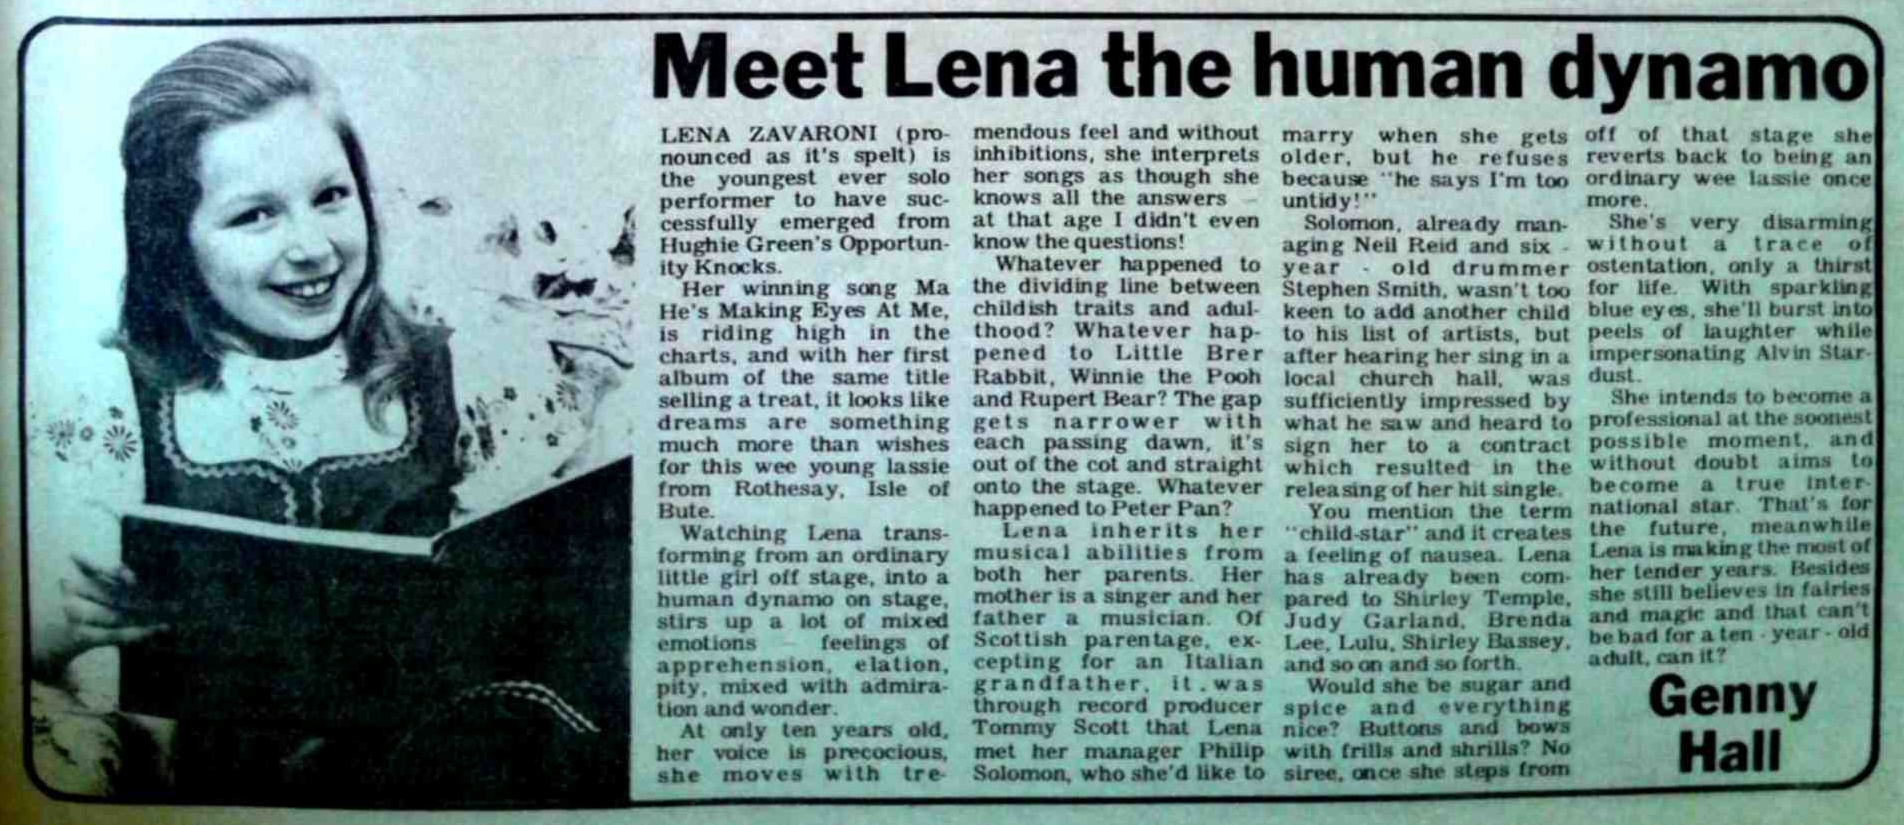 Meet Lena the human dynamo
LENA ZAVARONI (pro-
nounced as it's spelt) is
the youngest ever solo
performer to have suc-
cessfully emerged from
Hughie Green's Opportun-
ity Knocks.
Her winning song Ma
He's Making Eyes At Me,
is riding high in the
charts, and with her first
album of the same title
selling a treat, it looks like
dreams are something
much more than wishes
for this wee young lassie
from Rothesay, Isle of
Bute.
Watching Lena trans-
forming from an ordinary
little girl off stage, into a
human dynamo on stage,
stirs up a lot of mixed
emotions — feelings of
apprehension, elation,
pity, mixed with admira-
tion and wonder.
At only ten years old,
her voice is precocious,
she moves with tre-
mendous feel and without
inhibitions, she interprets
her songs as though she
knows all the answers —
at that age I didn't even
know the questions!
Whatever happened to
the dividing line between
childish traits and adul-
thood? Whatever hap-
pened to Little Brer
Rabbit, Winnie the Pooh
and Rupert Bear? The gap
gets narrower with
each passing dawn, it's
out of the cot and straight
onto the stage. Whatever
happened to Peter Pan?
Lena inherits her
musical abilities from
both her parents. Her
mother is a singer and her
father a musician. Of
Scottish parentage, ex-
cepting for an Italian
grandfather, it was
through record producer
Tommy Scott that Lena
met her manager Philip
Solomon, who she'd like to
marry when she gets
older, but he refuses
because "he says I'm too
untidy!"
Solomon, already man-
aging Neil Reid and six -
year - old drummer
Stephen Smith, wasn't too
keen to add another child
to his list of artists, but
after hearing her sing in a
local church hall, was
sufficiently impressed by
what he saw and heard to
sign her to a contract
which resulted in the
releasing of her hit single.
You mention the term
"child-star" and it creates
a feeling of nausea. Lena
has already been com-
pared to Shirley Temple,
Judy Garland, Brenda
Lee, Lulu, Shirley Bassey,
and so on and so forth.
Would she be sugar and
spice and everything
nice? Buttons and bows
with frills and shrills? No
siree, once she steps from
off of that stage she
reverts back to being an
ordinary wee lassie once
more.
She's very disarming
without a trace of
ostentation, only a thirst
for life. With sparkling
blue eyes, she'll burst into
peels of laughter while
impersonating Alvin Star-
dust.
She intends to become a
professional at the soonest
possible moment, and
without doubt aims to
become a true inter-
national star. That's for
the future, meanwhile
Lena is making the most of
her tender years. Besides
she still believes in fairies
and magic and that can't
be bad for a ten - year - old
adult, can it?
Genny
Hall